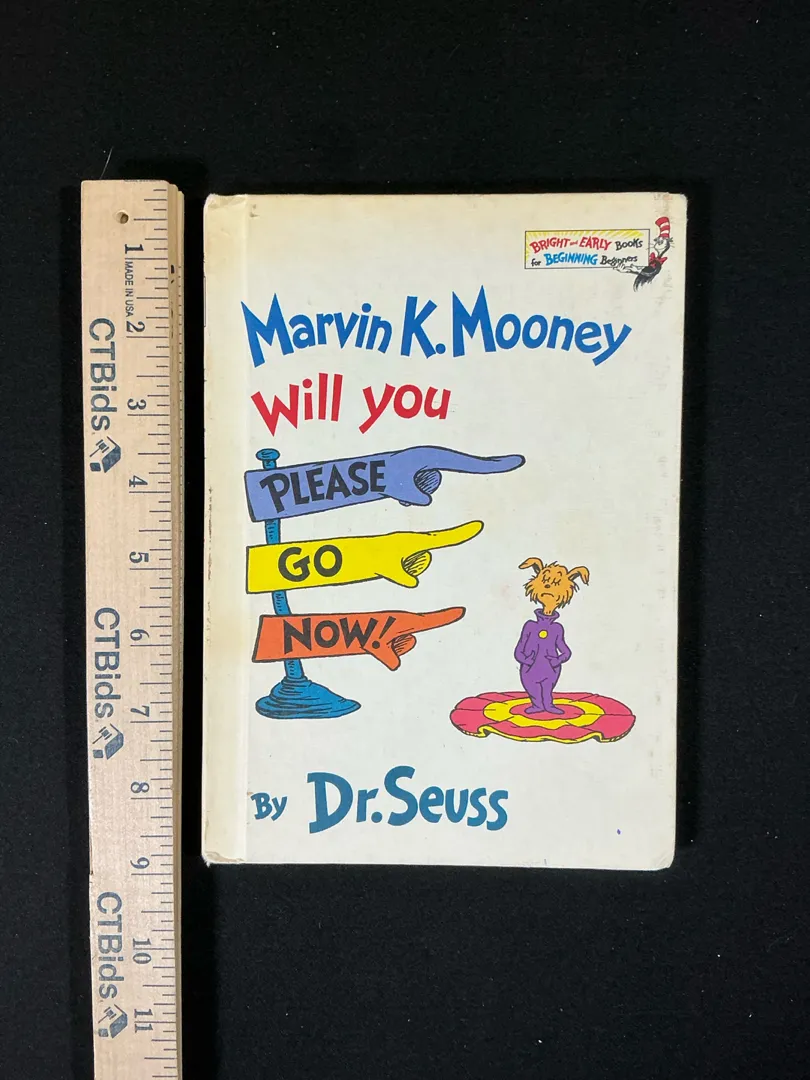 BRIGHT and EARLY Books
for BEGINNING Beginners
Marvin K. Mooney
Will you
PLEASE
GO
NOW!
By Dr. Seuss
1
MADE IN USA
2
CTBids
3
4
5
6
CTBids
7
8
9
CTBids
10
11